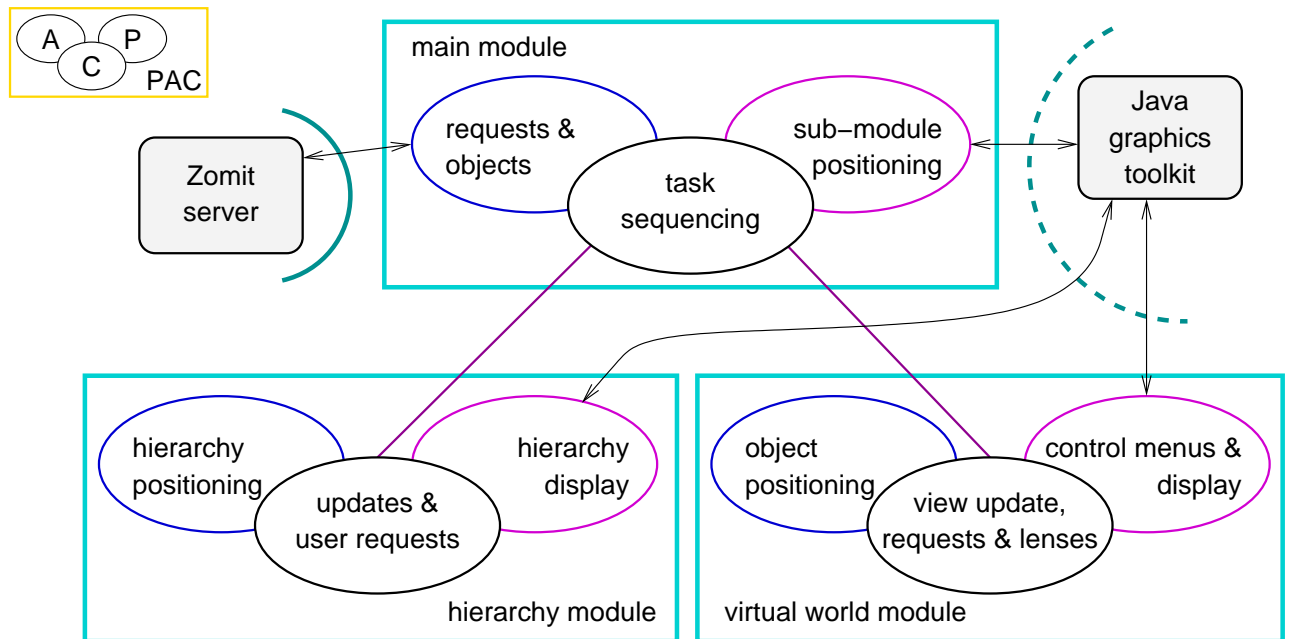 A
P
C
PAC
main module
requests &
objects
sub−module
positioning
task
sequencing
Zomit
server
Java
graphics
toolkit
hierarchy
positioning
hierarchy
display
updates &
user requests
hierarchy module
object
positioning
control menus &
display
view update,
requests & lenses
virtual world module